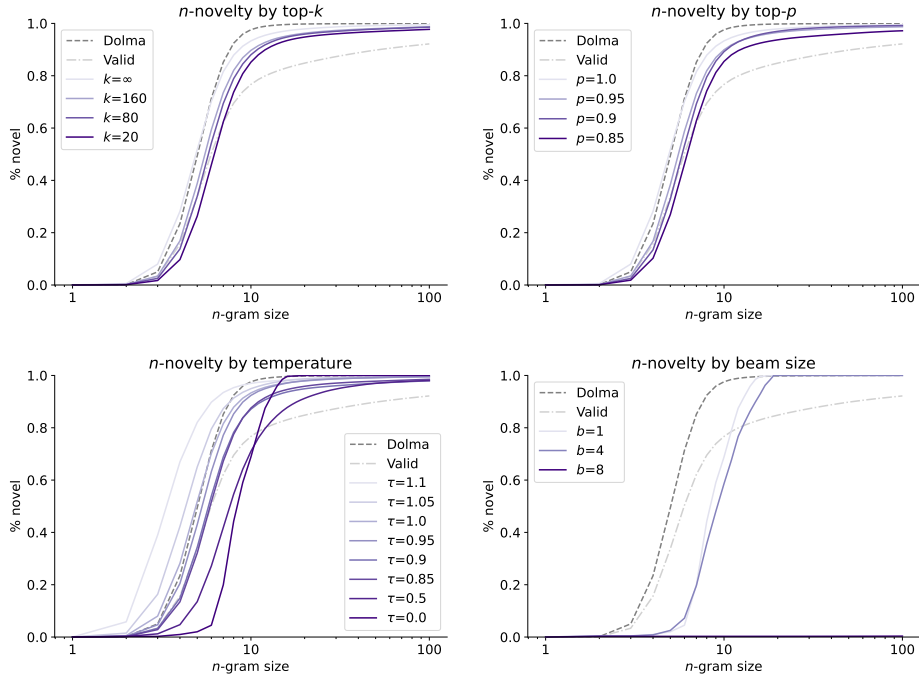 n-novelty by top-k
% novel
1.0
0.8
0.6
0.4
0.2
0.0
Dolma
Valid
k=∞
k=160
k=80
k=20
1
10
100
n-gram size
n-novelty by top-p
% novel
1.0
0.8
0.6
0.4
0.2
0.0
Dolma
Valid
p=1.0
p=0.95
p=0.9
p=0.85
1
10
100
n-gram size
n-novelty by temperature
% novel
1.0
0.8
0.6
0.4
0.2
0.0
Dolma
Valid
τ=1.1
τ=1.05
τ=1.0
τ=0.95
τ=0.9
τ=0.85
τ=0.5
τ=0.0
1
10
100
n-gram size
n-novelty by beam size
% novel
1.0
0.8
0.6
0.4
0.2
0.0
Dolma
Valid
b=1
b=4
b=8
1
10
100
n-gram size